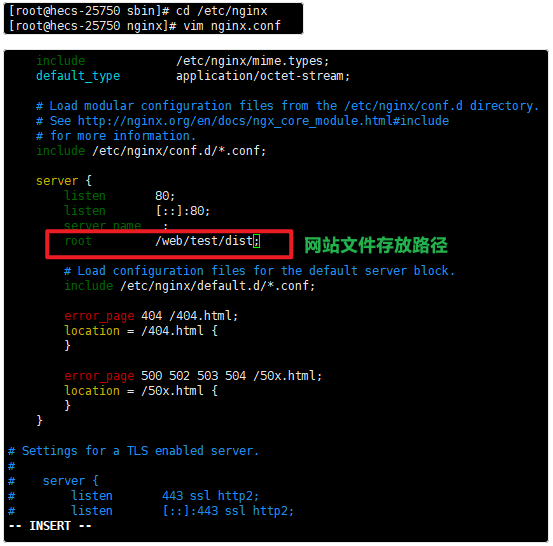 [root@hecs-25750 sbin]# cd /etc/nginx
[root@hecs-25750 nginx]# vim nginx.conf
include /etc/nginx/mime.types;
default_type application/octet-stream;
# Load modular configuration files from the /etc/nginx/conf.d directory.
# See http://nginx.org/en/docs/ngx_core_module.html#include
# for more information.
include /etc/nginx/conf.d/*.conf;
server {
listen 80;
listen [::]:80;
server_name _;
root /web/test/dist; 网站文件存放路径
# Load configuration files for the default server block.
include /etc/nginx/default.d/*.conf;
error_page 404 /404.html;
location = /404.html {
}
error_page 500 502 503 504 /50x.html;
location = /50x.html {
}
}
# Settings for a TLS enabled server.
#
# server {
# listen 443 ssl http2;
# listen [::]:443 ssl http2;
-- INSERT --